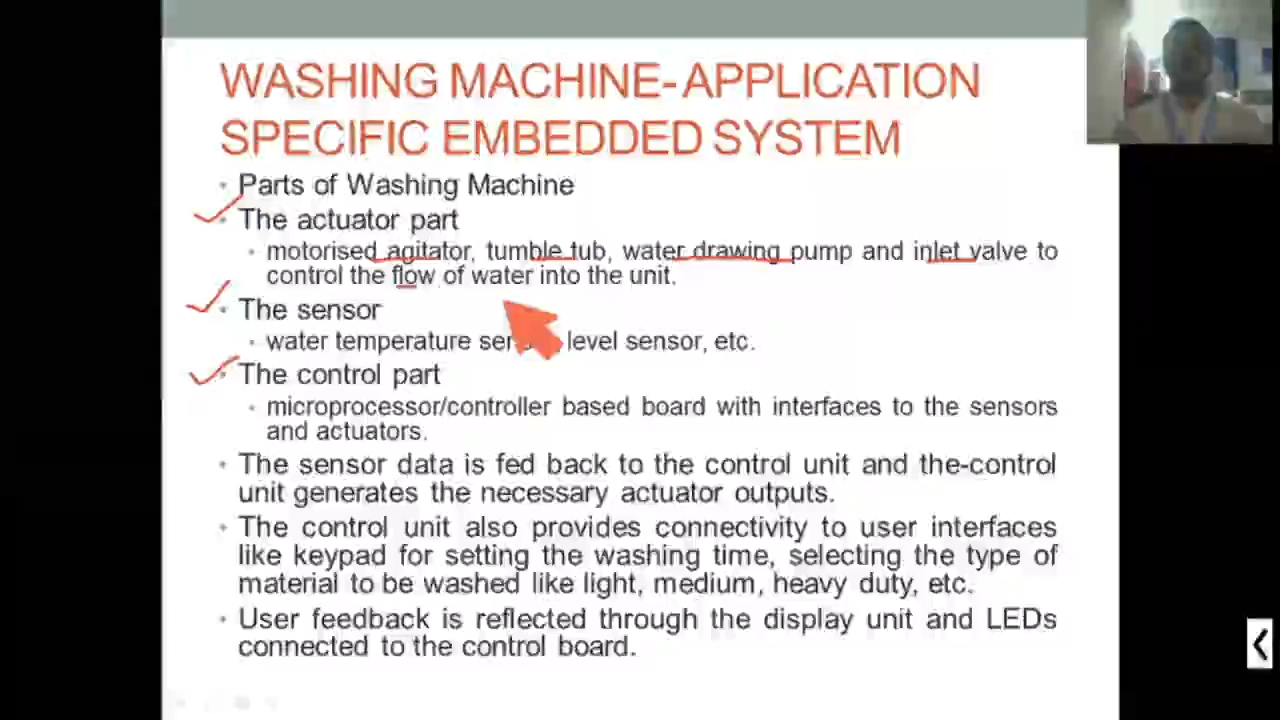 WASHING MACHINE- APPLICATION
SPECIFIC EMBEDDED SYSTEM
Parts of Washing Machine
The actuator part
motorised agitator, tumble tub, water drawing pump and inlet valve to
control the flow of water into the unit.
The sensor
water temperature level sensor, etc.
The control part
microprocessor/controller based board with interfaces to the sensors
and actuators.
The sensor data is fed back to the control unit and the-control
unit generates the necessary actuator outputs.
The control unit also provides connectivity to user interfaces
like keypad for setting the washing time, selecting the type of
material to be washed like light, medium, heavy duty, etc.
User feedback is reflected through the display unit and LEDs
connected to the control board.